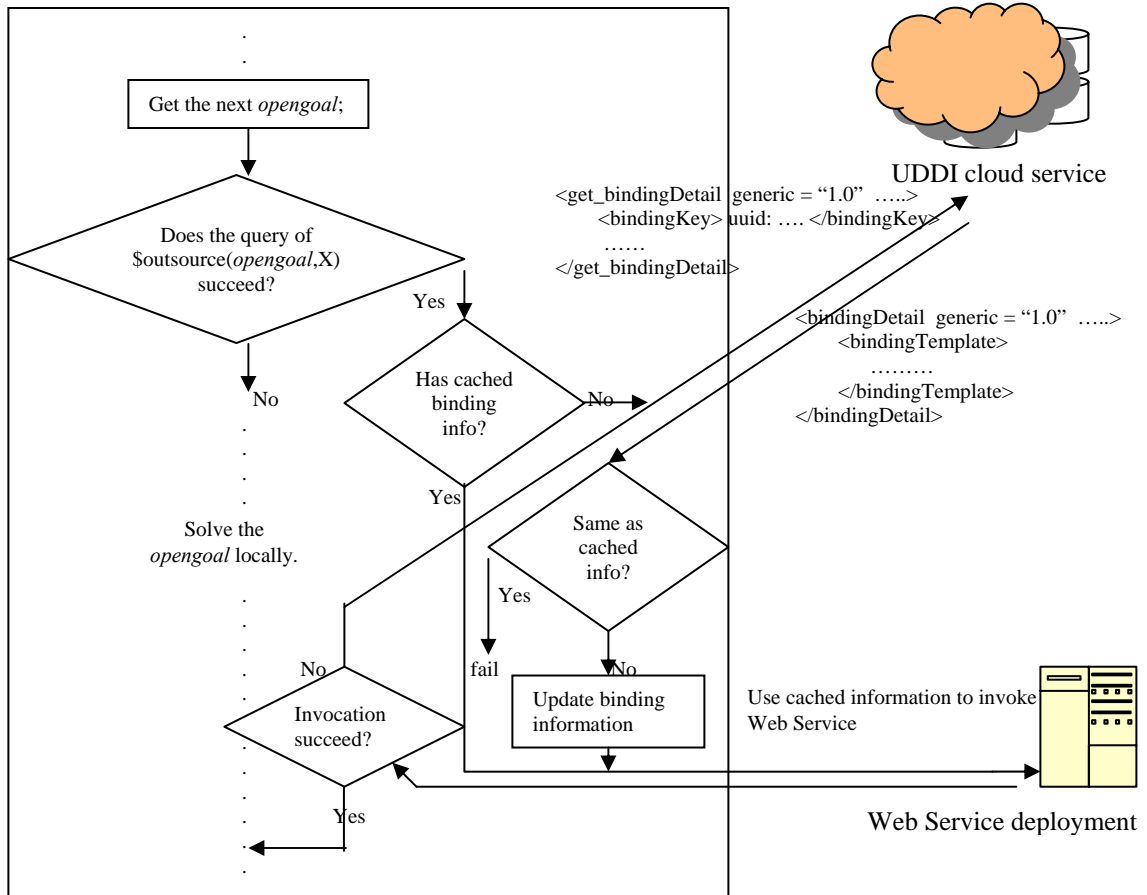 Get the next opengoal;
UDDI cloud service
<get_bindingDetail generic = “1.0” …..>
<bindingKey> uuid: …. </bindingKey>
……
</get_bindingDetail>
Does the query of
$outsource(opengoal,X)
succeed?
Yes
<bindingDetail generic = “1.0” …..>
<bindingTemplate>
………
</bindingTemplate>
</bindingDetail>
No
Has cached
binding
info?
No
Yes
Solve the
opengoal locally.
Same as
cached
info?
Yes
fail
No
No
Update binding
information
Use cached information to invoke
Web Service
Invocation
succeed?
Yes
Web Service deployment